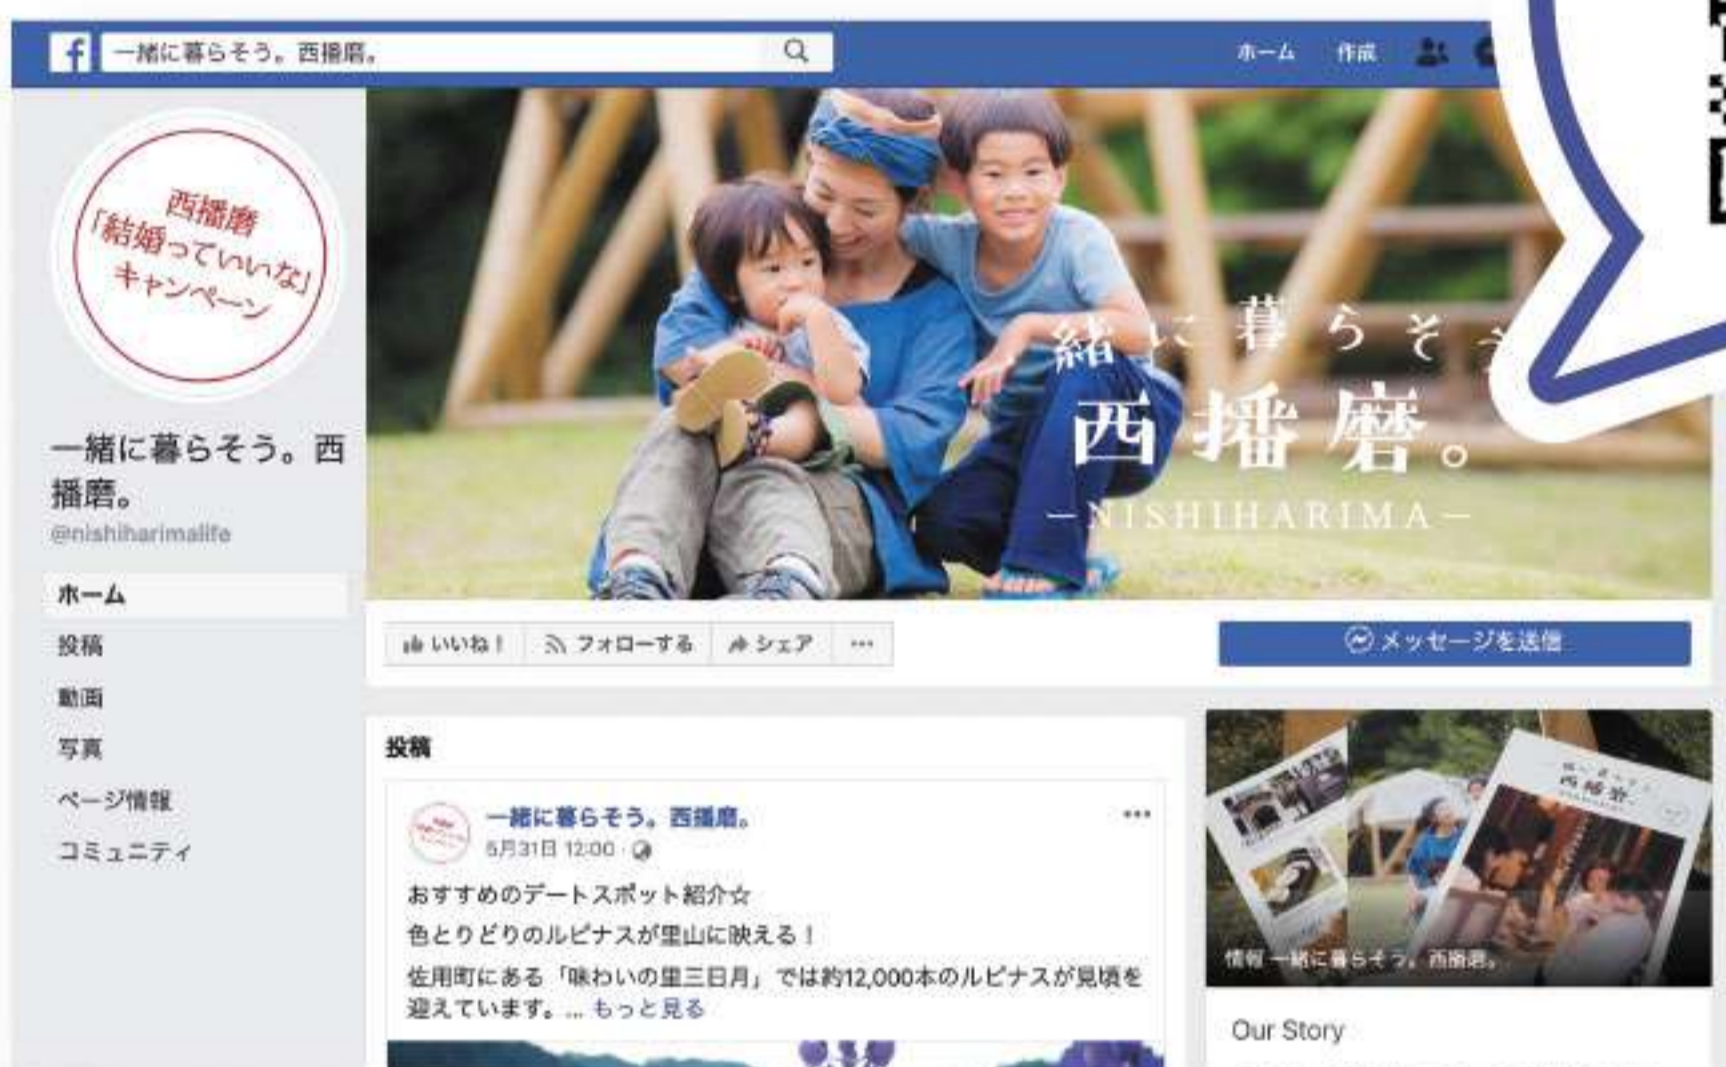 一緒に暮らそう。西播磨。
ホーム
作成
西播磨
「結婚っていいな」
キャンペーン
一緒に暮らそう。西
播磨。
@nishiharimalife
ホーム
投稿
動画
写真
ページ情報
コミュニティ
緒に暮らそう
西播磨。
−NISHIHARIMA−
いいね！
フォローする
シェア
メッセージを送信
投稿
一緒に暮らそう。西播磨。
5月31日 12:00
おすすめのデートスポット紹介☆
色とりどりのルピナスが里山に映える！
佐用町にある「味わいの里三日月」では約12,000本のルピナスが見頃を
迎えています。... もっと見る
西播磨
情報 一緒に暮らそう。西播磨。
Our Story